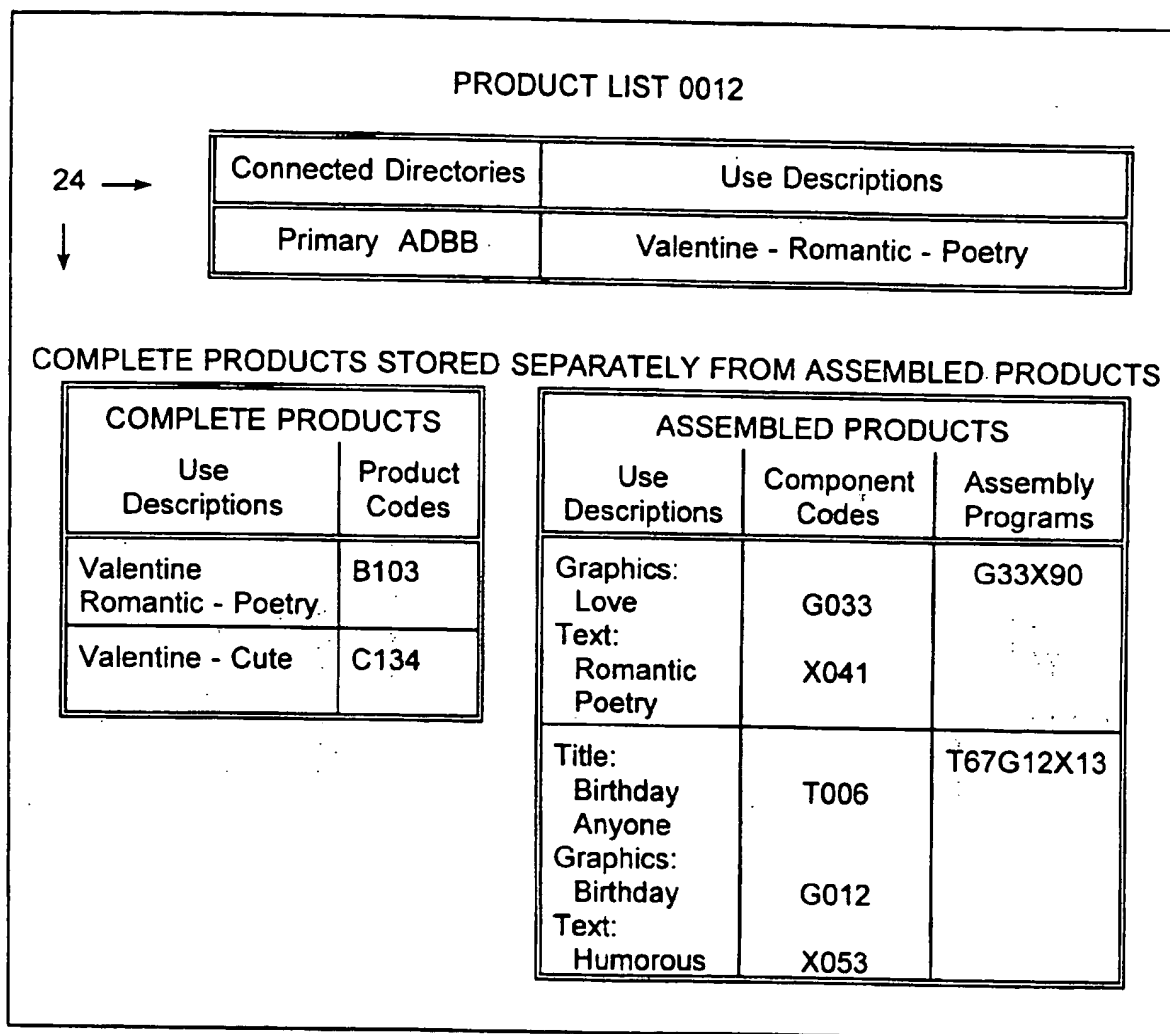 PRODUCT LIST 0012
24
Connected Directories Use Descriptions
Primary ADBB Valentine - Romantic - Poetry
COMPLETE PRODUCTS STORED SEPARATELY FROM ASSEMBLED PRODUCTS
COMPLETE PRODUCTS
Use Product
Descriptions Codes
Valentine B103
Romantic - Poetry
Valentine - Cute C134
ASSEMBLED PRODUCTS
Use Component Assembly
Descriptions Codes Programs
Graphics: G33X90
Love G033
Text:
Romantic X041
Poetry
Title: T67G12X13
Birthday T006
Anyone
Graphics:
Birthday G012
Text:
Humorous X053